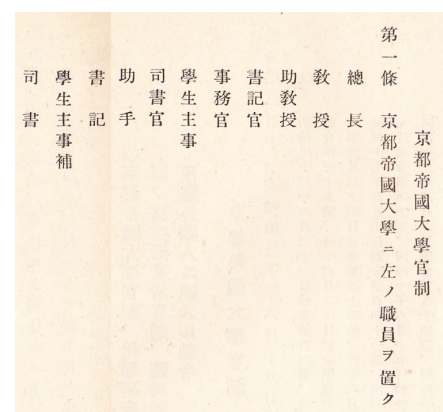 京都帝國大學官制
第一條 京都帝國大學ニ左ノ職員ヲ置ク
總長
敎授
助敎授
書記官
事務官
學生主事
司書官
助手
書記
學生主事補
司書